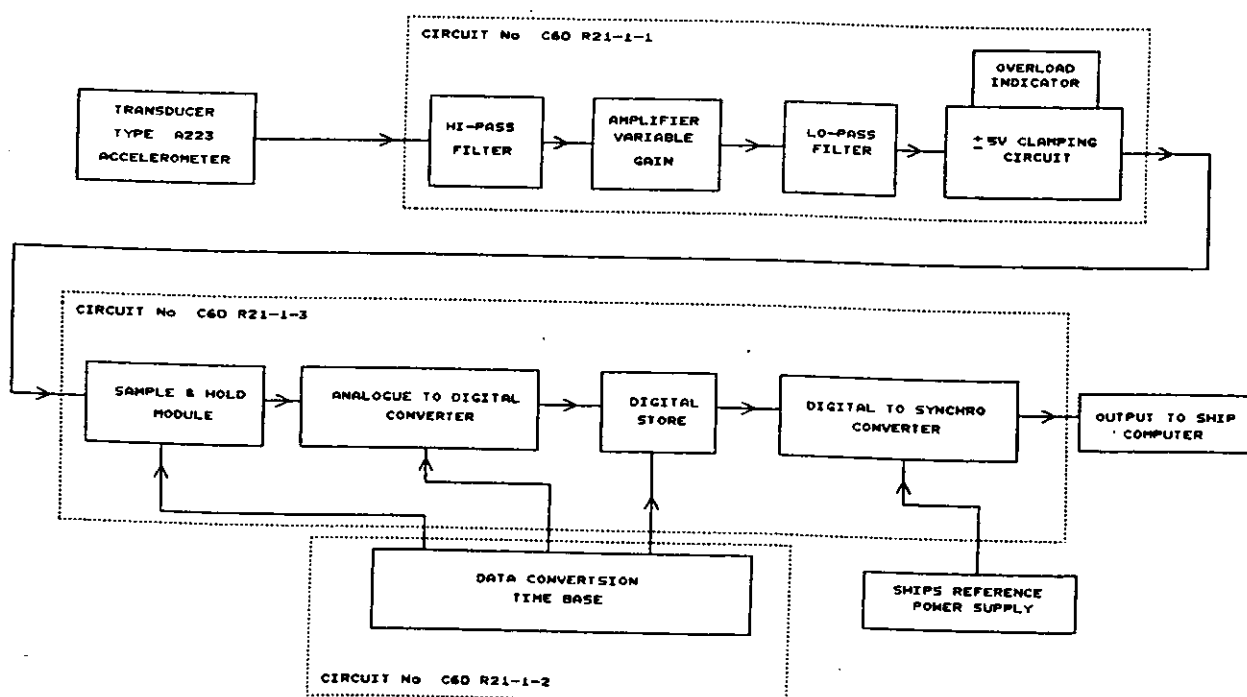 CIRCUIT No C60 R21-1-1
OVERLOAD
INDICATOR
TRANSDUCER
TYPE A223
ACCELEROMETER
HI-PASS
FILTER
AMPLIFIER
VARIABLE
GAIN
LO-PASS
FILTER
± 5V CLAMPING
CIRCUIT
CIRCUIT No C60 R21-1-3
SAMPLE & HOLD
MODULE
ANALOGUE TO DIGITAL
CONVERTER
DIGITAL
STORE
DIGITAL TO SYNCHRO
CONVERTER
OUTPUT TO SHIP
COMPUTER
DATA CONVERTSION
TIME BASE
SHIPS REFERENCE
POWER SUPPLY
CIRCUIT No C60 R21-1-2